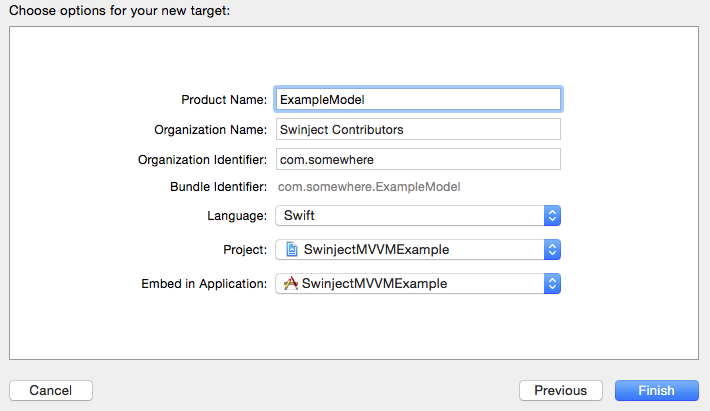 Choose options for your new target:
Product Name: ExampleModel
Organization Name: Swinject Contributors
Organization Identifier: com.somewhere
Bundle Identifier: com.somewhere.ExampleModel
Language: Swift
Project: SwinjectMVVMExample
Embed in Application: SwinjectMVVMExample
Cancel Previous Finish